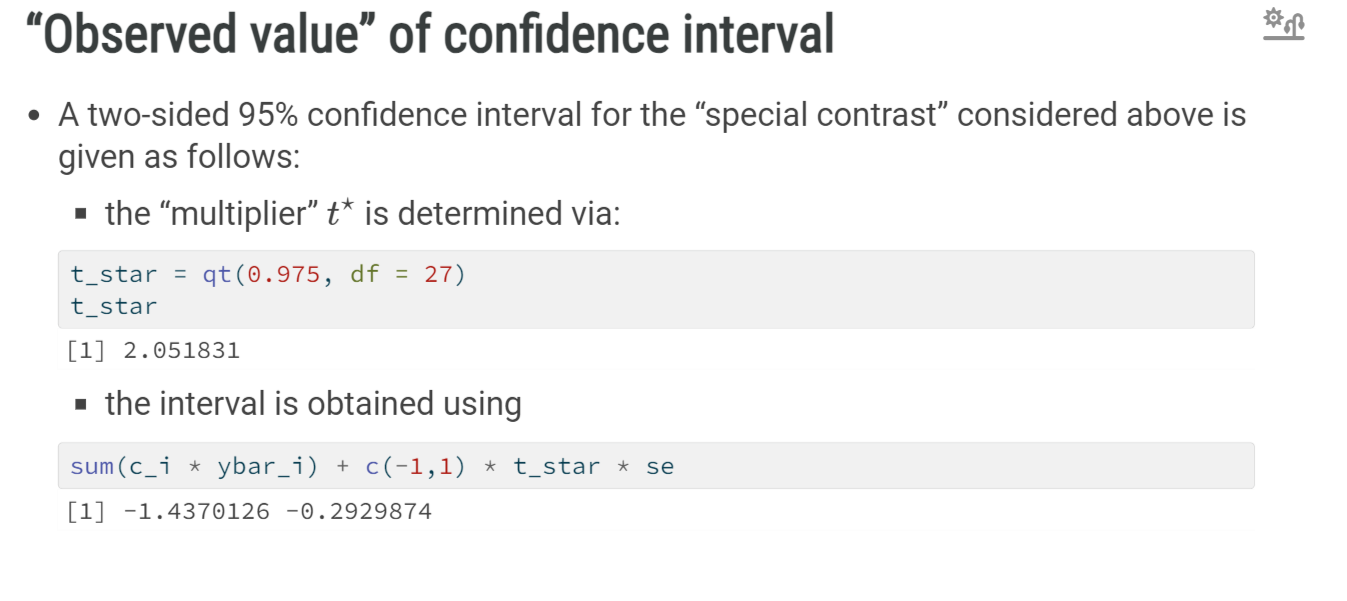 “Observed value” of confidence interval
• A two-sided 95% confidence interval for the “special contrast” considered above is
given as follows:
▪ the “multiplier” t⋆ is determined via:
t_star = qt(0.975, df = 27)
t_star
[1] 2.051831
▪ the interval is obtained using
sum(c_i * ybar_i) + c(-1,1) * t_star * se
[1] -1.4370126 -0.2929874